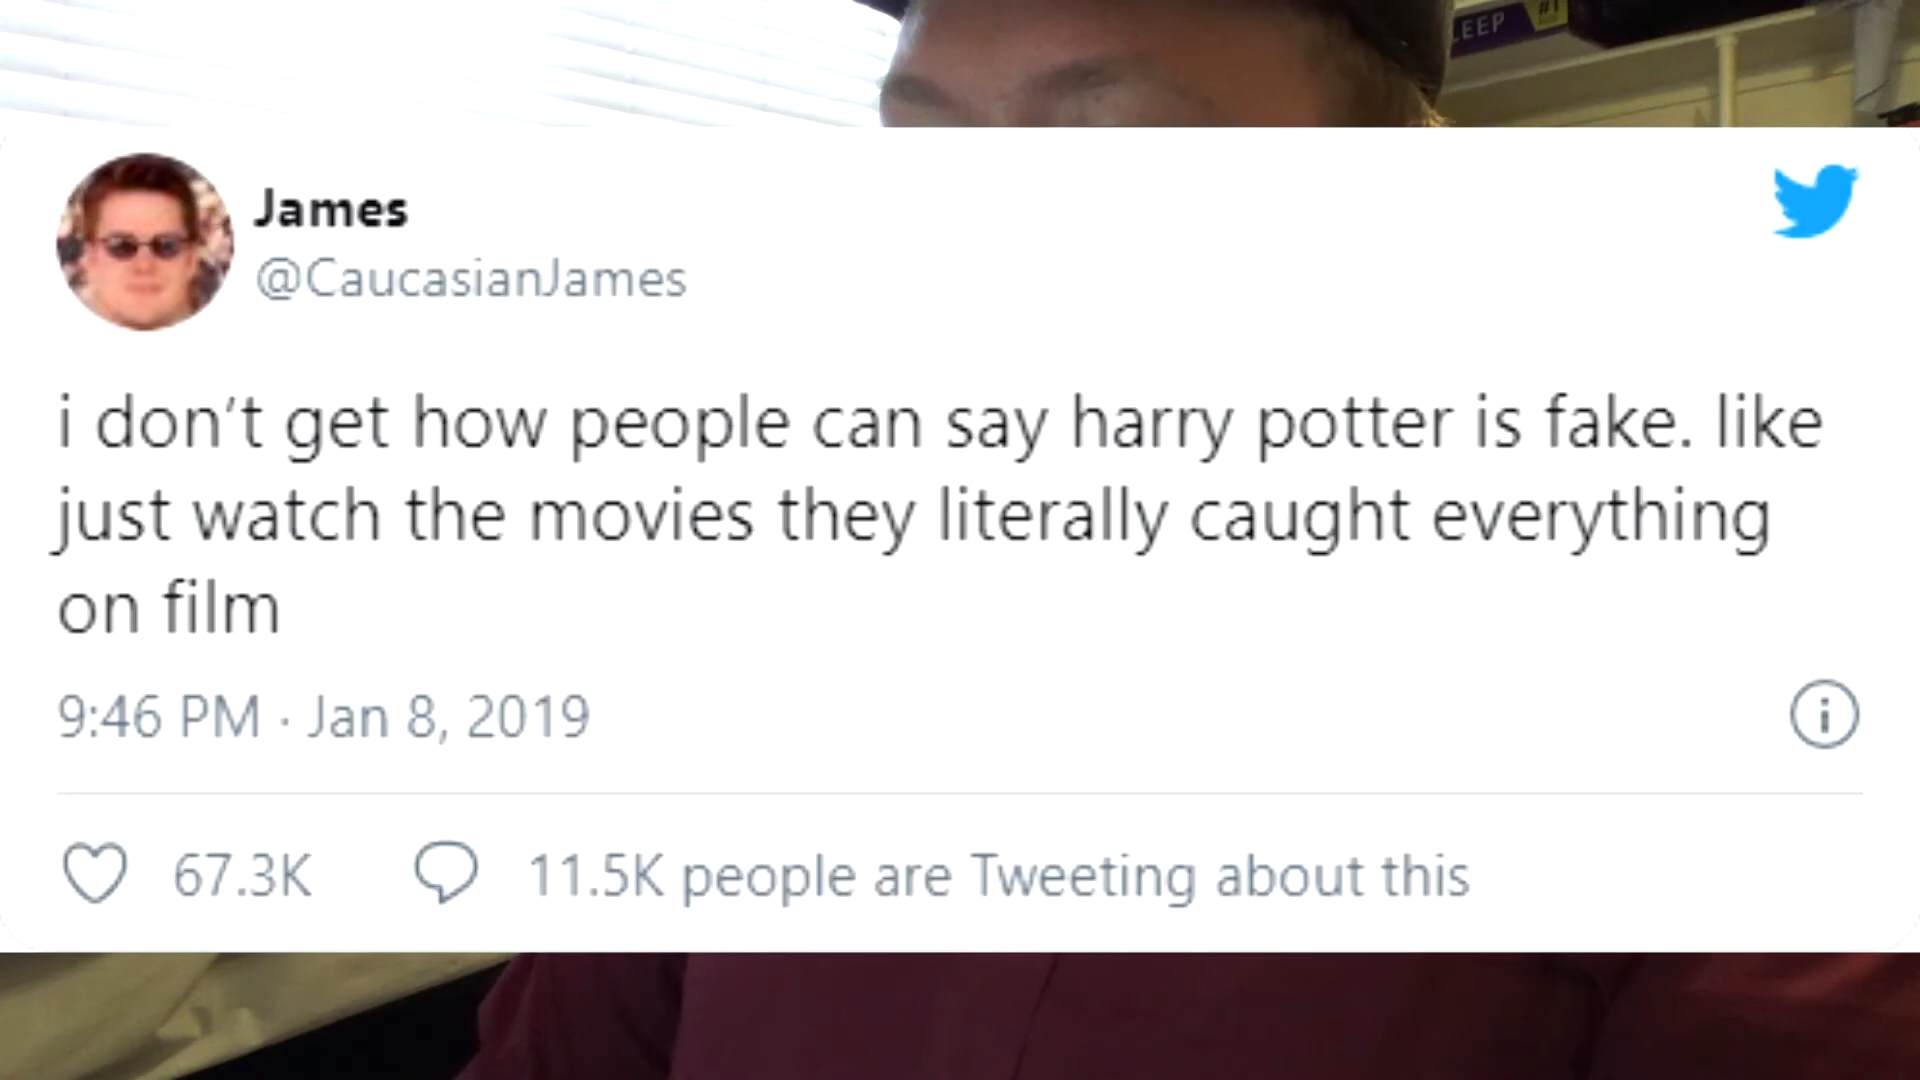 LEEP #1
James
@CaucasianJames
i don't get how people can say harry potter is fake. like
just watch the movies they literally caught everything
on film
9:46 PM · Jan 8, 2019
67.3K 11.5K people are Tweeting about this